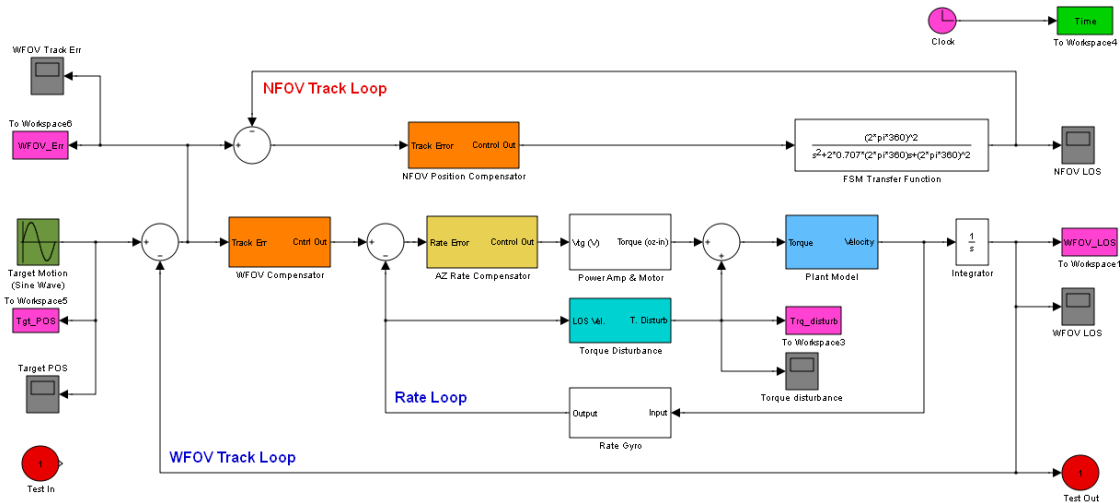 Time
Clock
To Workspace4
WFOV Track Err
NFOV Track Loop
To Workspace6
WFOV_Err
Track Error
Control Out
NFOV Position Compensator
(2*pi*360)^2
s^2+2*0.707*(2*pi*360)s+(2*pi*360)^2
FSM Transfer Function
NFOV LOS
Target Motion
(Sine Wave)
Track Err
Cntrl Out
WFOV Compensator
Rate Error
Control Out
AZ Rate Compensator
Vtg (V)
Torque (oz-in)
Power Amp & Motor
Torque
Velocity
Plant Model
1
s
Integrator
WFOV_LOS
To Workspace1
To Workspace5
Tgt_POS
LOS Vel.
T. Disturb
Torque Disturbance
Trq_disturb
To Workspace3
WFOV LOS
Target POS
Torque disturbance
Rate Loop
Output
Input
Rate Gyro
WFOV Track Loop
1
Test In
1
Test Out